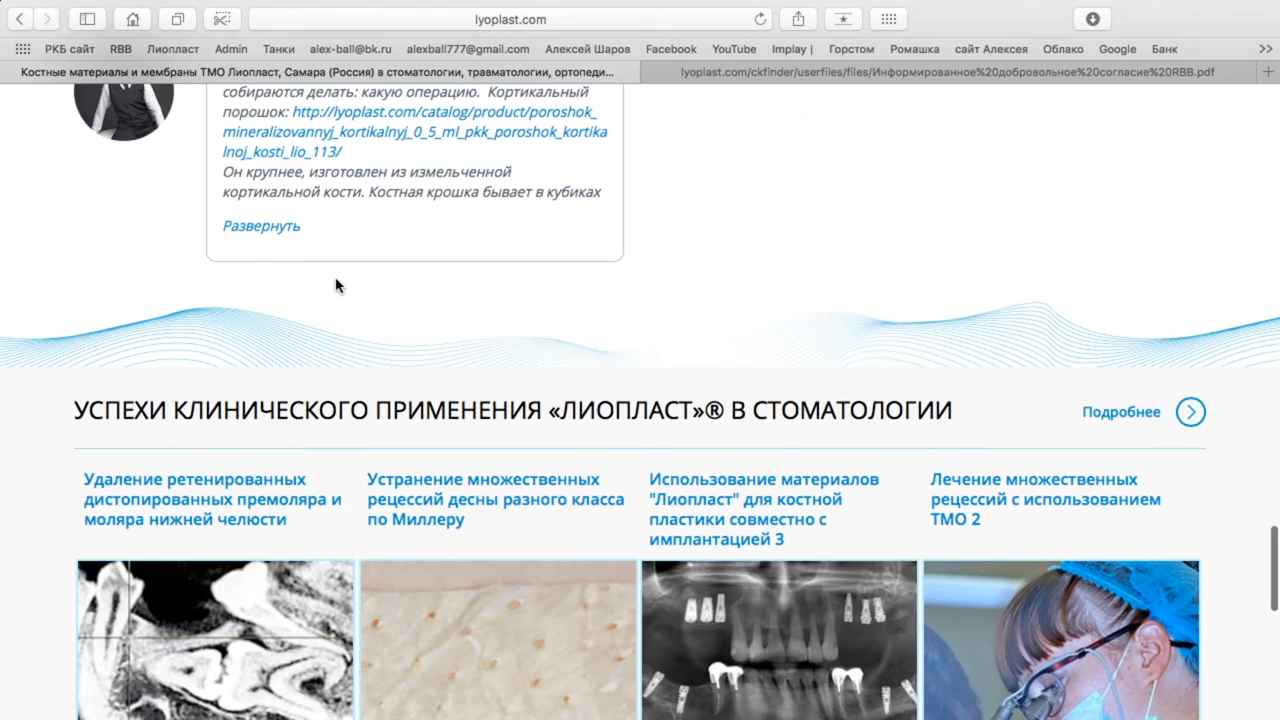 lyoplast.com
РКБ сайт RBB Лиопласт Admin Танки alex-ball@bk.ru alexball777@gmail.com Алексей Шаров Facebook YouTube Implay | Горстом Ромашка сайт Алексея Облако Google Банк
Костные материалы и мембраны ТМО Лиопласт, Самара (Россия) в стоматологии, травматологии, ортопеди...
lyoplast.com/ckfinder/userfiles/files/Информированное%20добровольное%20согласие%20RBB.pdf
собираются делать: какую операцию. Кортикальный
порошок: http://lyoplast.com/catalog/product/poroshok_
mineralizovannyj_kortikalnyj_0_5_ml_pkk_poroshok_kortika
lnoj_kosti_lio_113/
Он крупнее, изготовлен из измельченной
кортикальной кости. Костная крошка бывает в кубиках
Развернуть
УСПЕХИ КЛИНИЧЕСКОГО ПРИМЕНЕНИЯ «ЛИОПЛАСТ»® В СТОМАТОЛОГИИ
Подробнее
Удаление ретенированных
дистопированных премоляра и
моляра нижней челюсти
Устранение множественных
рецессий десны разного класса
по Миллеру
Использование материалов
"Лиопласт" для костной
пластики совместно с
имплантацией 3
Лечение множественных
рецессий с использованием
ТМО 2